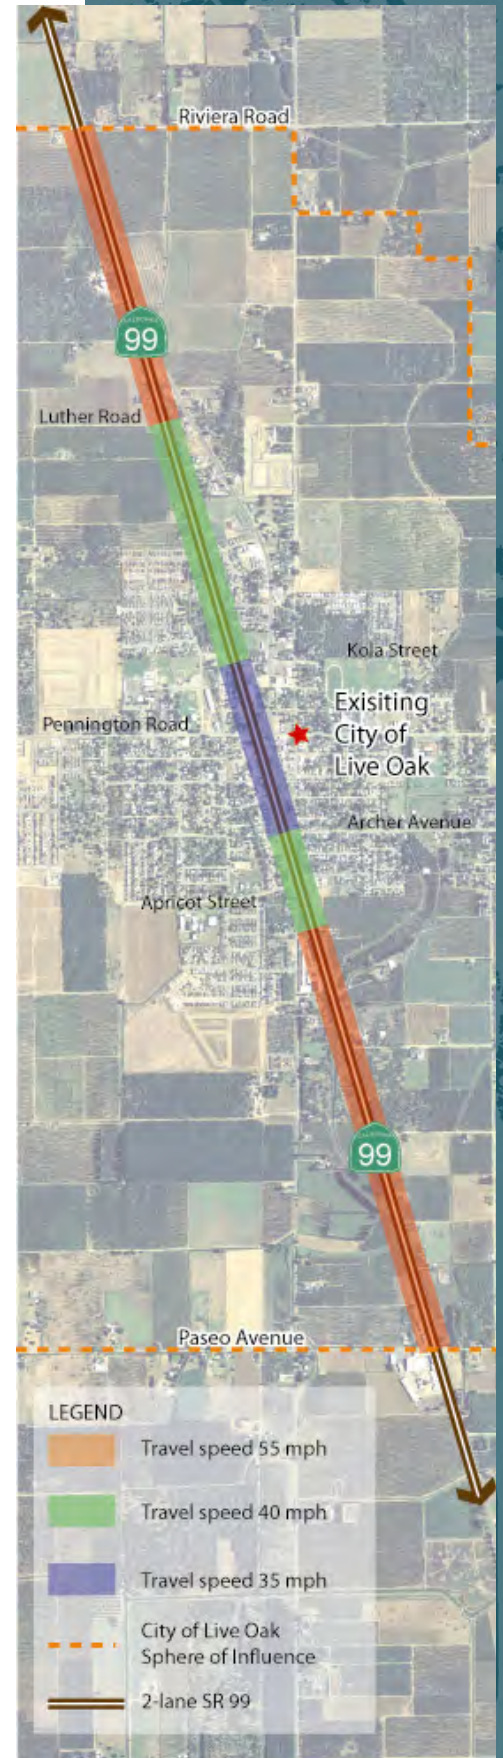 Riviera Road
CALIFORNIA
99
Luther Road
Kola Street
Exisiting
City of
Live Oak
Pennington Road
Archer Avenue
Apricot Street
CALIFORNIA
99
Paseo Avenue
LEGEND
Travel speed 55 mph
Travel speed 40 mph
Travel speed 35 mph
City of Live Oak
Sphere of Influence
2-lane SR 99